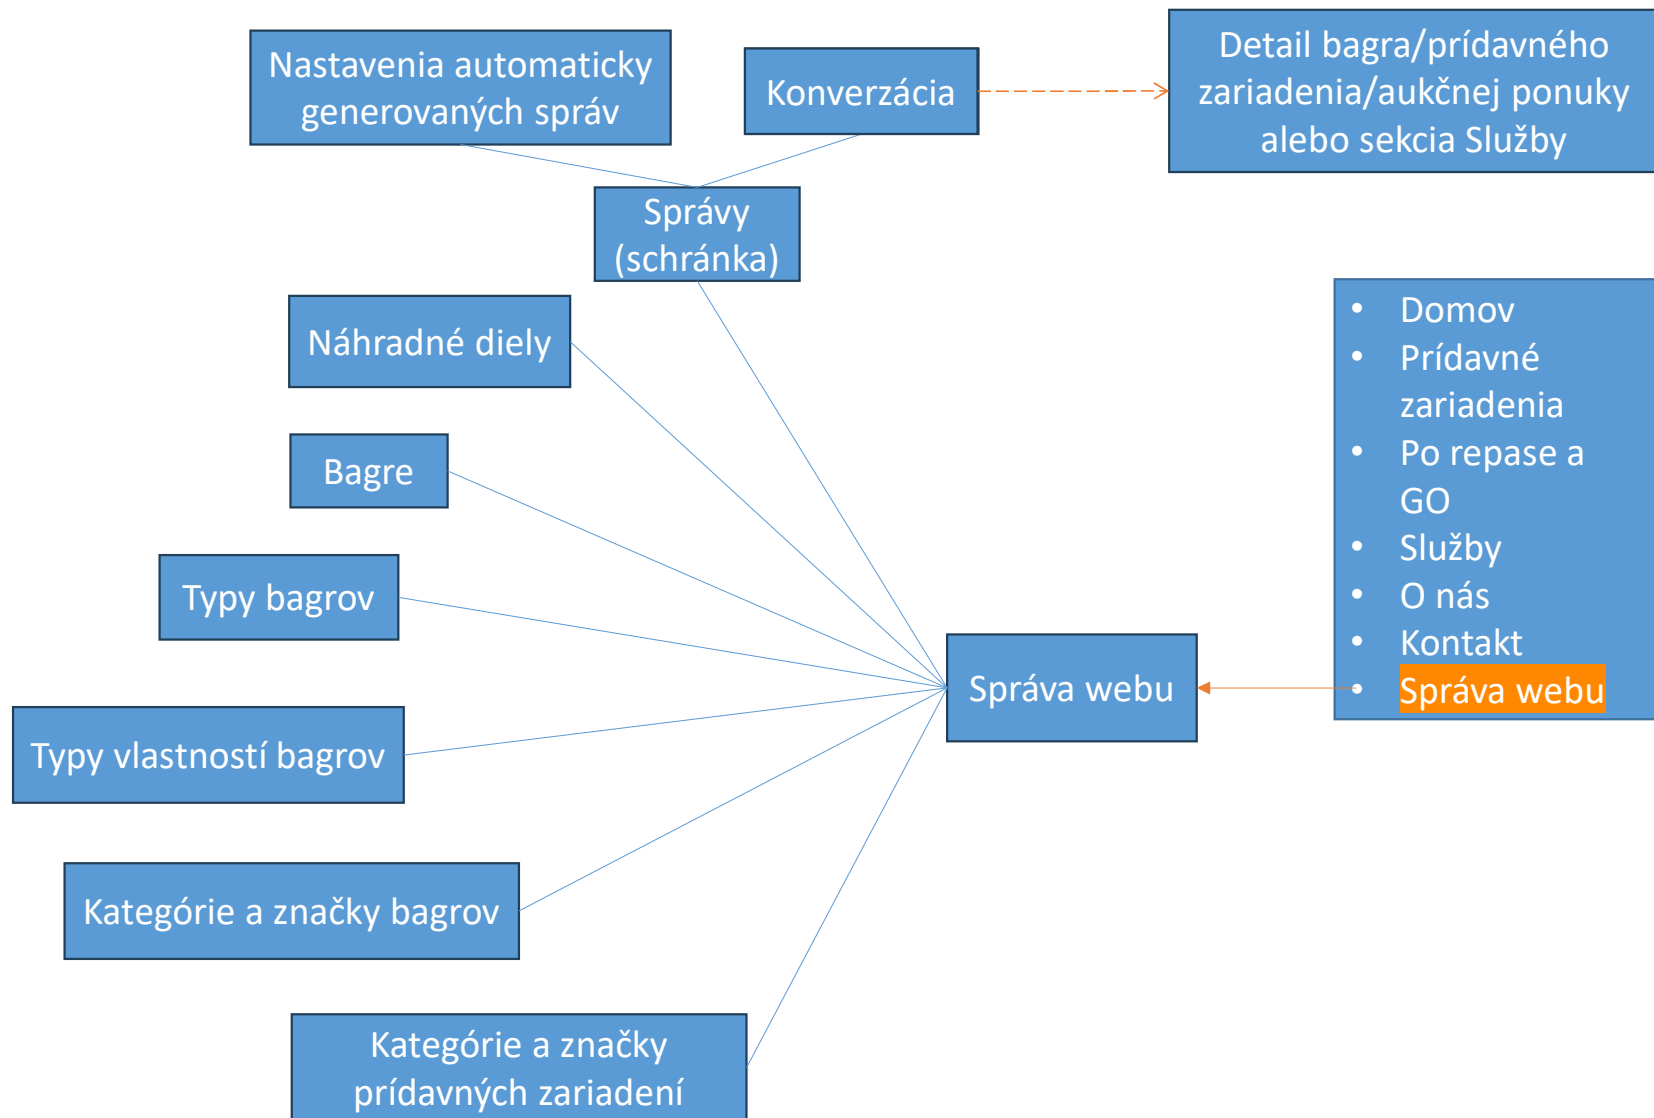 Nastavenia automaticky
generovaných správ
Konverzácia
Detail bagra/prídavného
zariadenia/aukčnej ponuky
alebo sekcia Služby
Správy
(schránka)
Náhradné diely
Bagre
Typy bagrov
Typy vlastností bagrov
Kategórie a značky bagrov
Kategórie a značky
prídavných zariadení
Správa webu
• Domov
• Prídavné
zariadenia
• Po repase a
GO
• Služby
• O nás
• Kontakt
• Správa webu